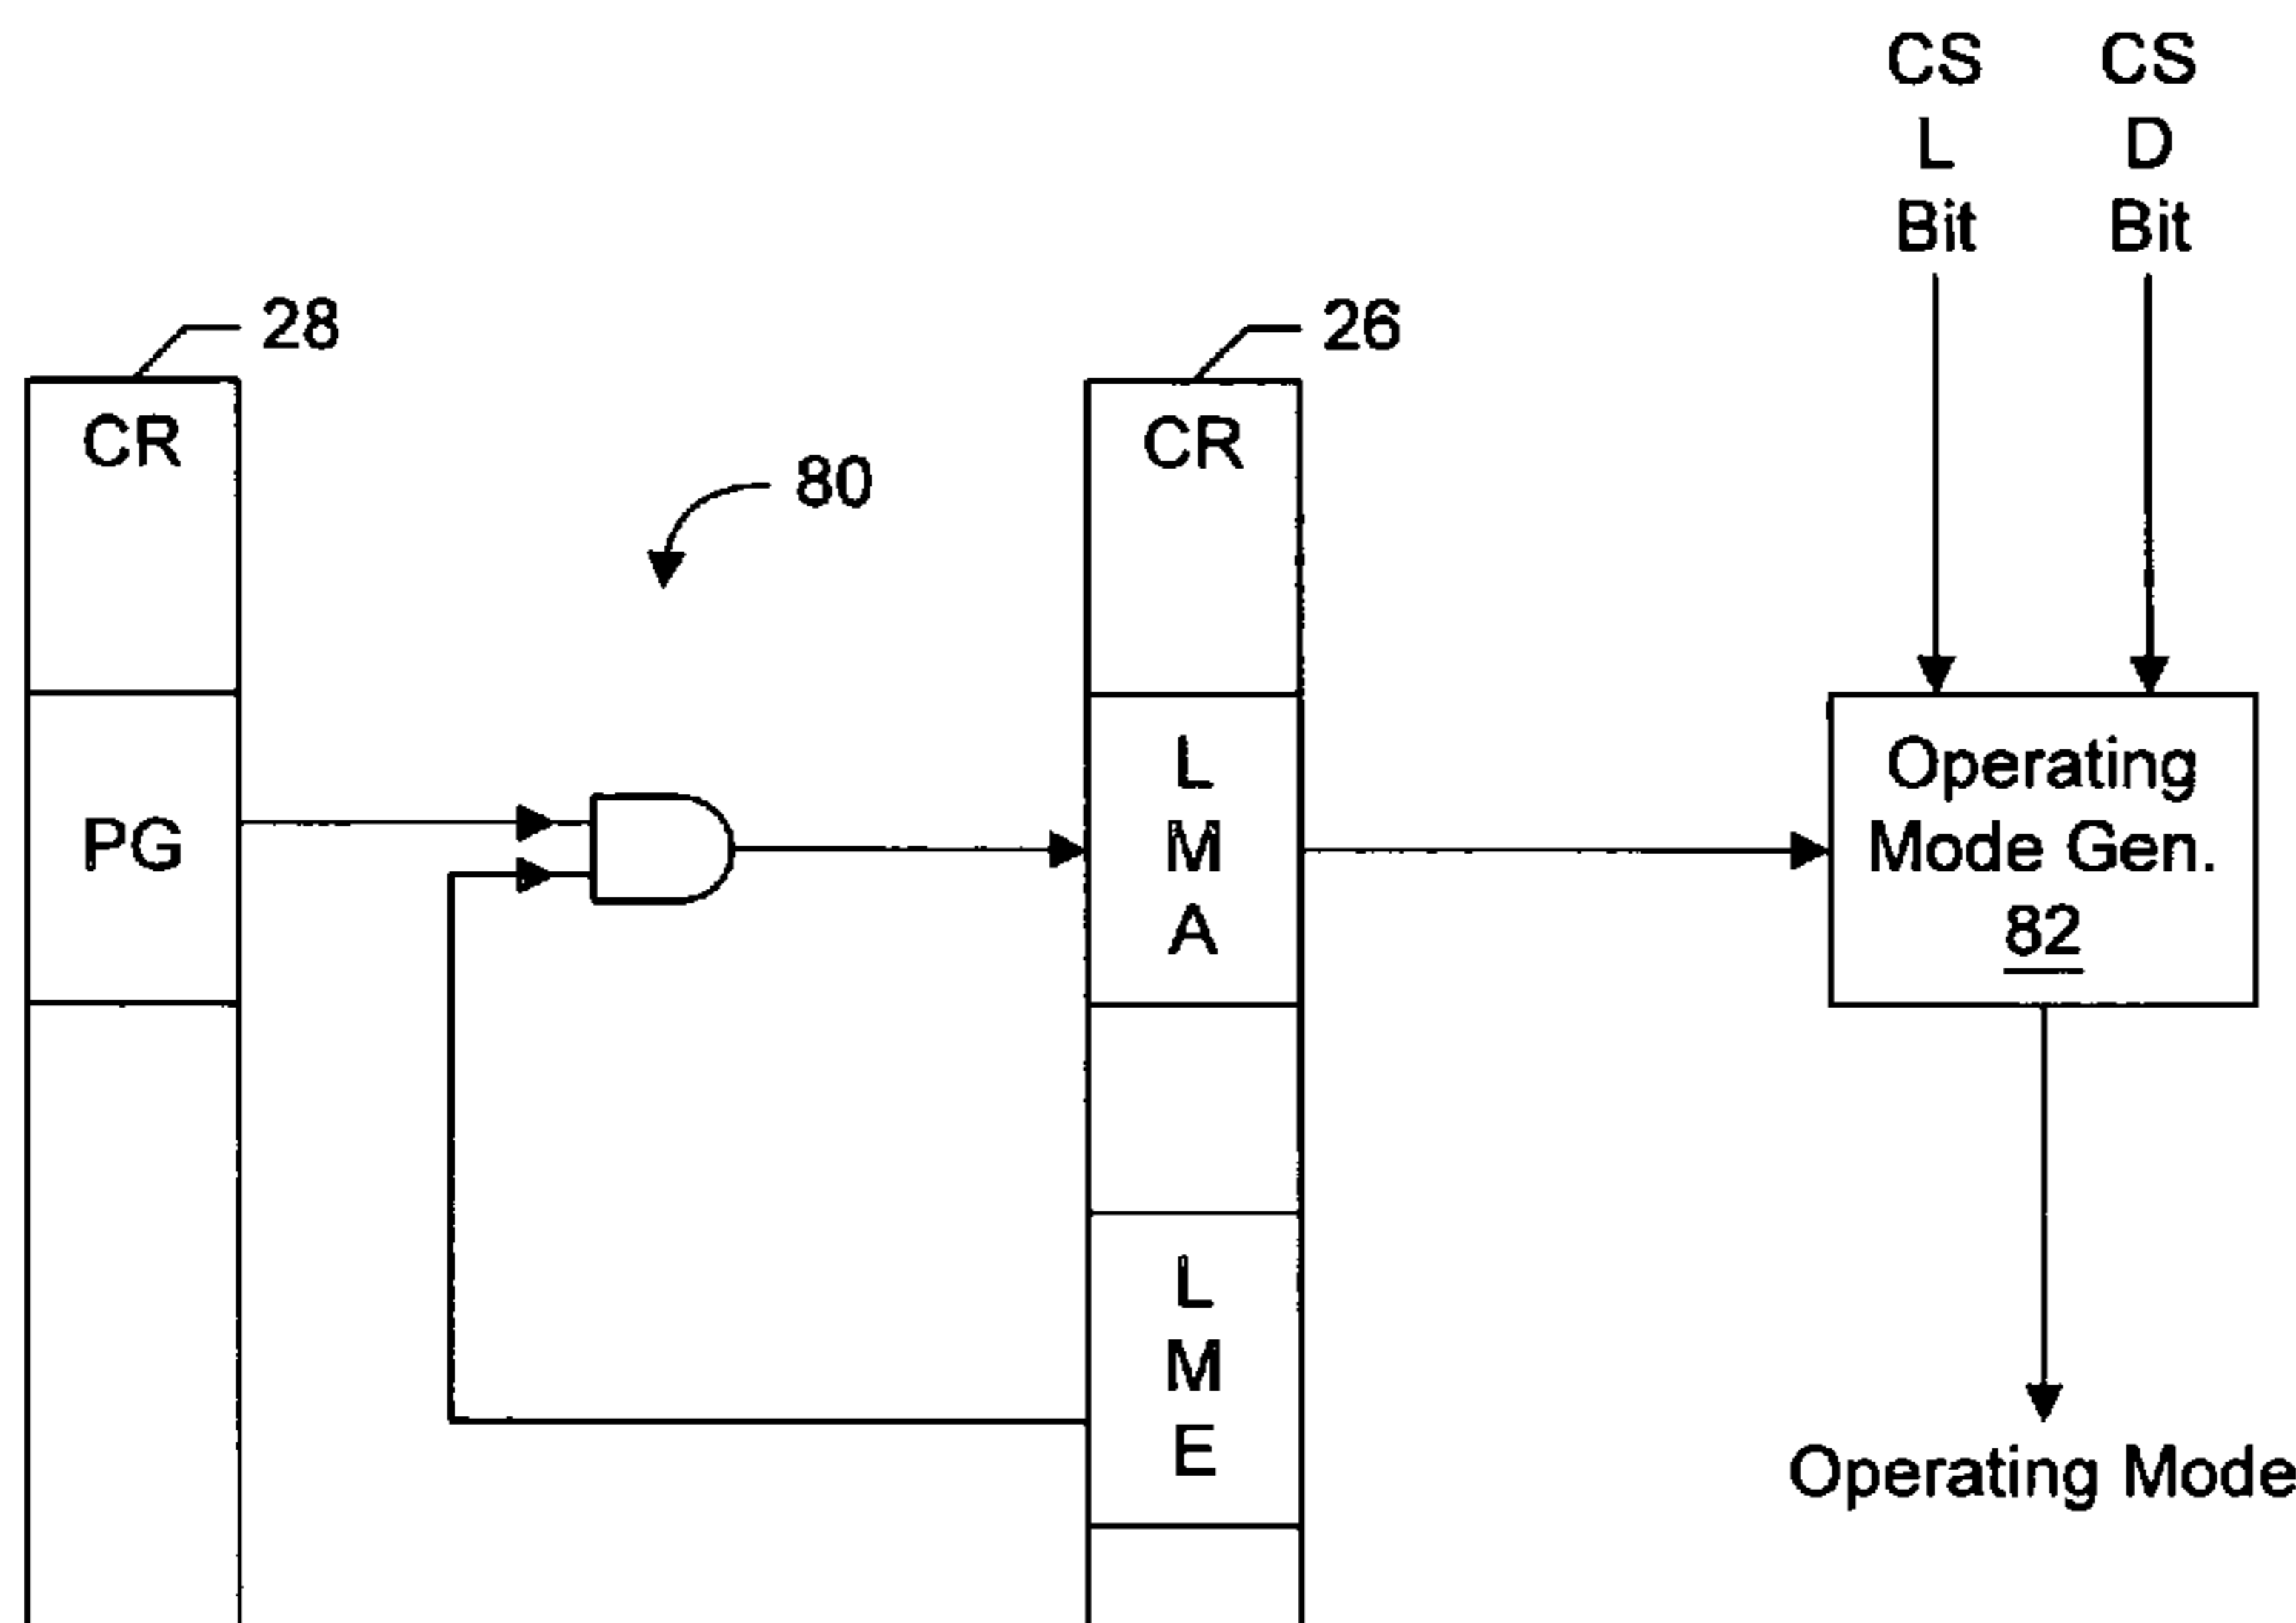 CS
L
Bit
CS
D
Bit
28
26
CR
80
CR
PG
L
M
A
Operating
Mode Gen.
82
L
M
E
Operating Mode